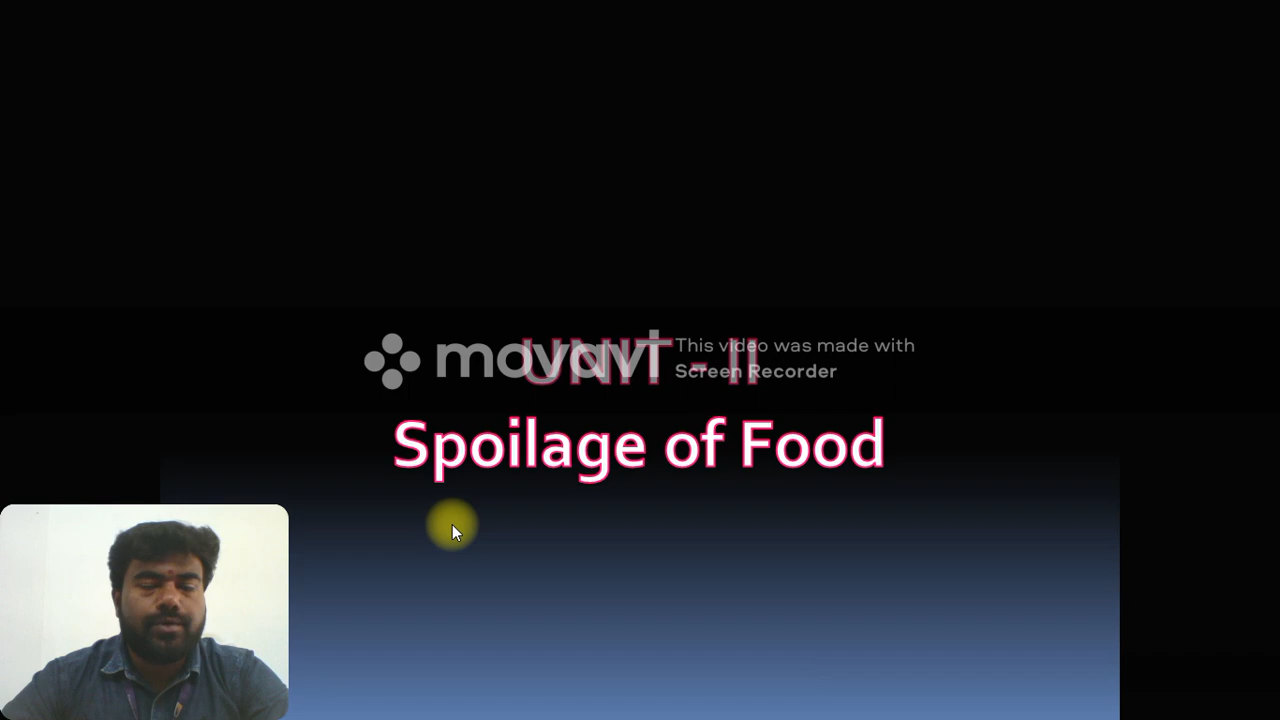 UNIT - II
movavi
This video was made with
Screen Recorder
Spoilage of Food